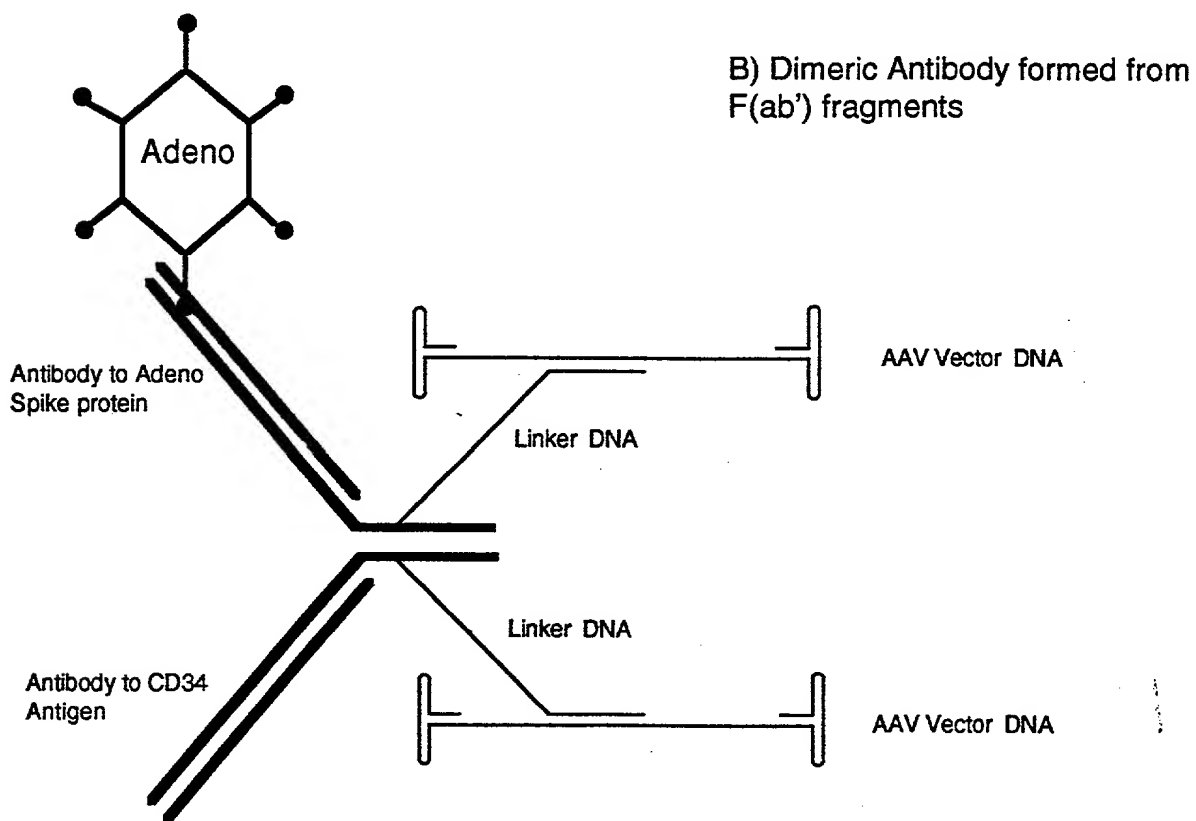 B) Dimeric Antibody formed from
F(ab') fragments
Adeno
Antibody to Adeno
Spike protein
AAV Vector DNA
Linker DNA
Linker DNA
Antibody to CD34
Antigen
AAV Vector DNA